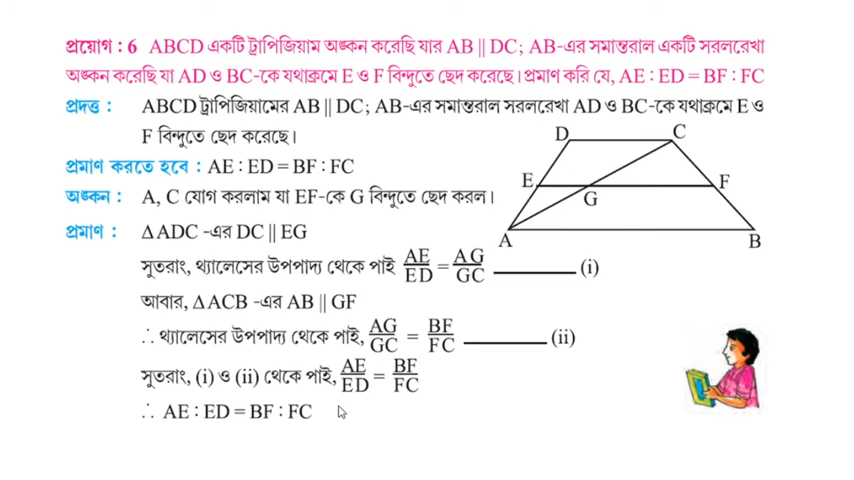 প্রয়োগ : 6 ABCD একটি ট্রাপিজিয়াম অঙ্কন করেছি যার AB || DC; AB-এর সমান্তরাল একটি সরলরেখা
অঙ্কন করেছি যা AD ও BC-কে যথাক্রমে E ও F বিন্দুতে ছেদ করেছে। প্রমাণ করি যে, AE : ED = BF : FC
প্রদত্ত : ABCD ট্রাপিজিয়ামের AB || DC; AB-এর সমান্তরাল সরলরেখা AD ও BC-কে যথাক্রমে E ও
F বিন্দুতে ছেদ করেছে।
প্রমাণ করতে হবে : AE : ED = BF : FC
অঙ্কন : A, C যোগ করলাম যা EF-কে G বিন্দুতে ছেদ করল।
প্রমাণ : Δ ADC -এর DC || EG
সুতরাং, থ্যালেসের উপপাদ্য থেকে পাই AE/ED = AG/GC ________ (i)
আবার, Δ ACB -এর AB || GF
∴ থ্যালেসের উপপাদ্য থেকে পাই, AG/GC = BF/FC ________ (ii)
সুতরাং, (i) ও (ii) থেকে পাই, AE/ED = BF/FC
∴ AE : ED = BF : FC
D C
E G F
A B